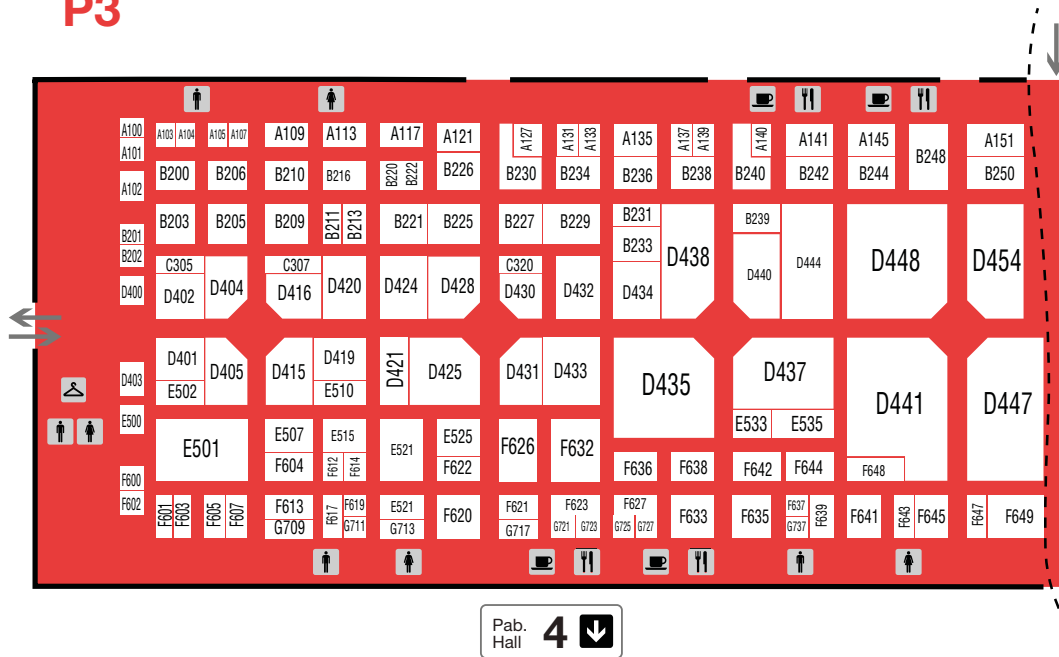 P3
A100
A101
A102
A103 A104
A105 A107
A109
A113
A117
A121
A127
A131
A133
A135
A137
A139
A140
A141
A145
A151
B200
B206
B210
B216
B220
B222
B226
B230
B234
B236
B238
B240
B242
B244
B248
B250
B201
B202
B203
B205
B209
B211
B213
B221
B225
B227
B229
B231
B233
D438
B239
D440
D444
D448
D454
D400
C305
D402
D404
C307
D416
D420
D424
D428
C320
D430
D432
D434
D403
D401
E502
D405
D415
D419
E510
D421
D425
D431
D433
D435
D437
E533
E535
D441
F648
D447
E500
E501
E507
F604
E515
F612
F614
E521
E525
F622
F626
F632
F636
F638
F642
F644
F600
F602
F601
F603
F605
F607
F613
G709
F617
F619
G711
E521
G713
F620
F621
G717
F623
G721
G723
F627
G725
G727
F633
F635
F637
G737
F639
F641
F643
F645
F647
F649
Pab.
Hall
4